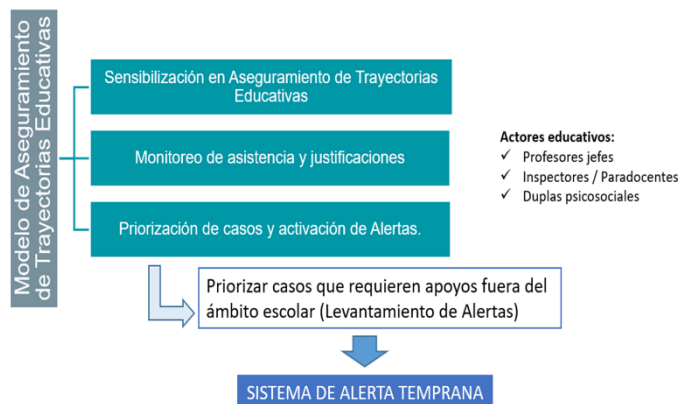 Modelo de Aseguramiento
de Trayectorias Educativas
Sensibilización en Aseguramiento de Trayectorias
Educativas
Monitoreo de asistencia y justificaciones
Priorización de casos y activación de Alertas.
Actores educativos:
✓ Profesores jefes
✓ Inspectores / Paradocentes
✓ Duplas psicosociales
Priorizar casos que requieren apoyos fuera del
ámbito escolar (Levantamiento de Alertas)
SISTEMA DE ALERTA TEMPRANA